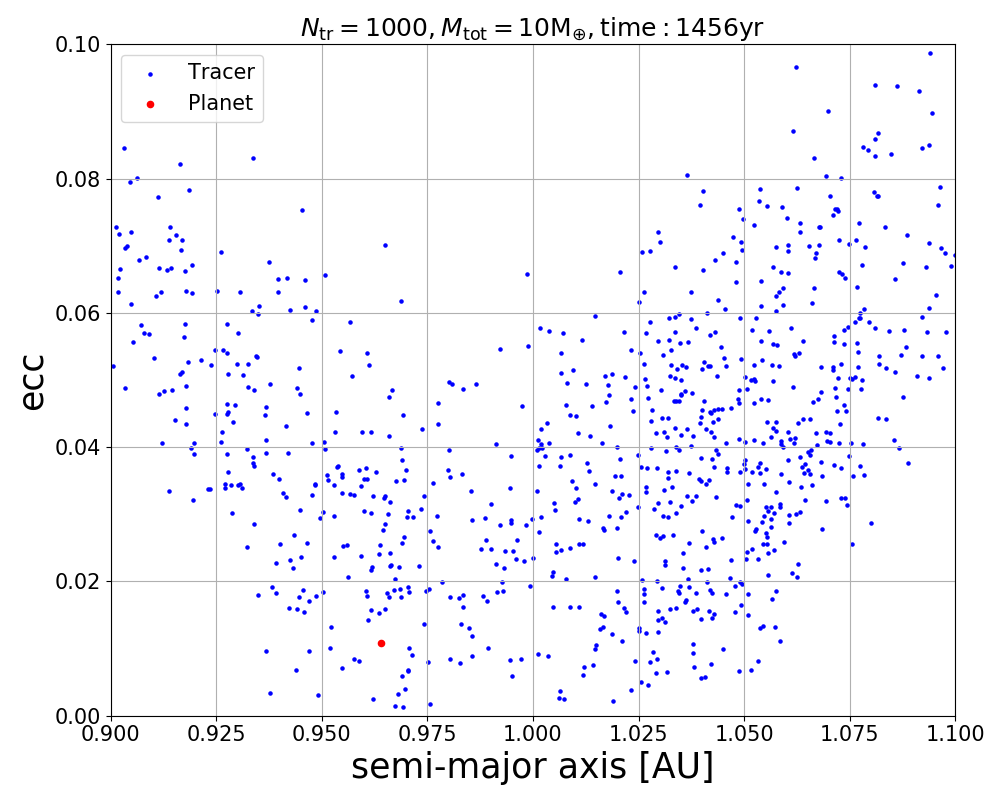 N_tr = 1000, M_tot = 10M_⊕, time : 1456yr
Tracer
Planet
0.10
0.08
0.06
0.04
0.02
0.00
ecc
0.900 0.925 0.950 0.975 1.000 1.025 1.050 1.075 1.100
semi-major axis [AU]